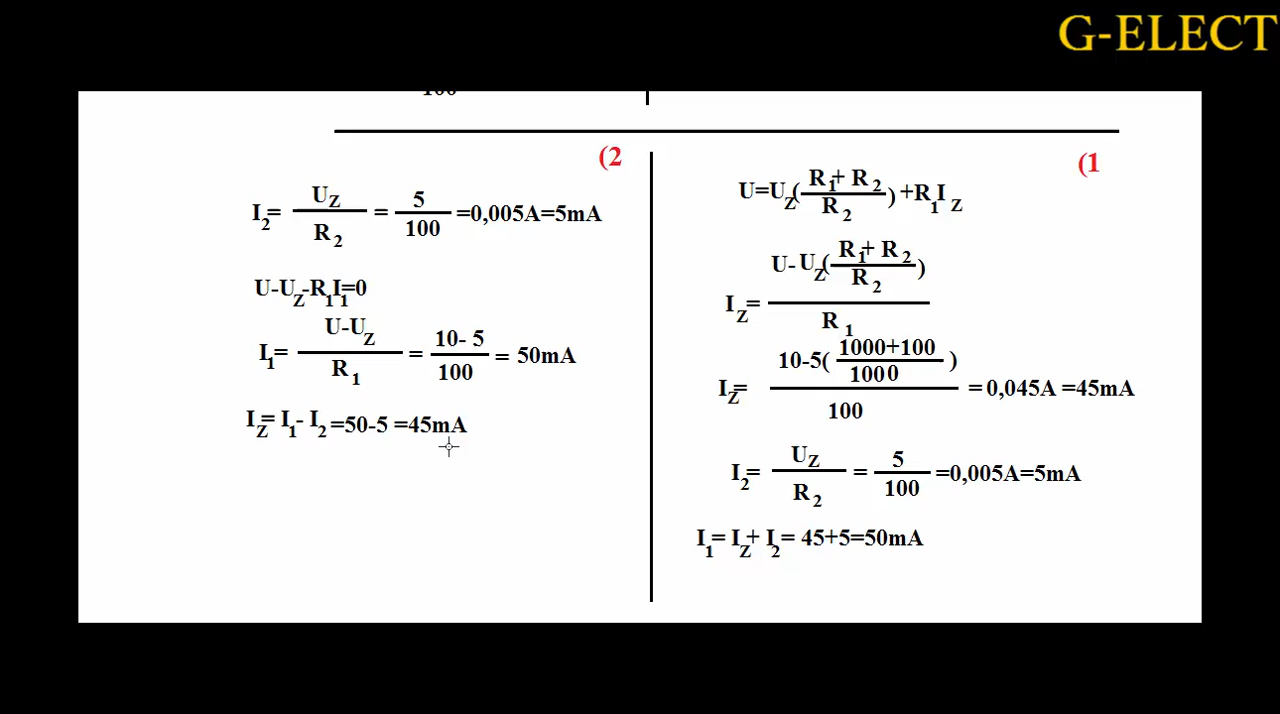 G-ELECT
100
(2
I2= UZ / R2 = 5 / 100 =0,005A=5mA
U-UZ-R1I1=0
I1= U-UZ / R1 = 10- 5 / 100 = 50mA
IZ= I1- I2 =50-5 =45mA
(1
U=UZ( R1+ R2 / R2 ) +R1IZ
IZ= U- UZ( R1+ R2 / R2 ) / R1
IZ= 10-5( 1000+100 / 1000 ) / 100 = 0,045A =45mA
I2= UZ / R2 = 5 / 100 =0,005A=5mA
I1= IZ+ I2= 45+5=50mA